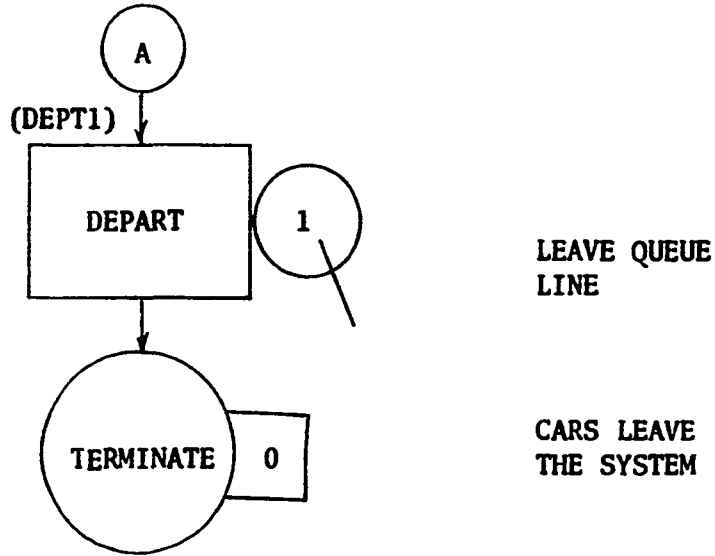 A
(DEPT1)
DEPART
1
LEAVE QUEUE
LINE
TERMINATE
0
CARS LEAVE
THE SYSTEM